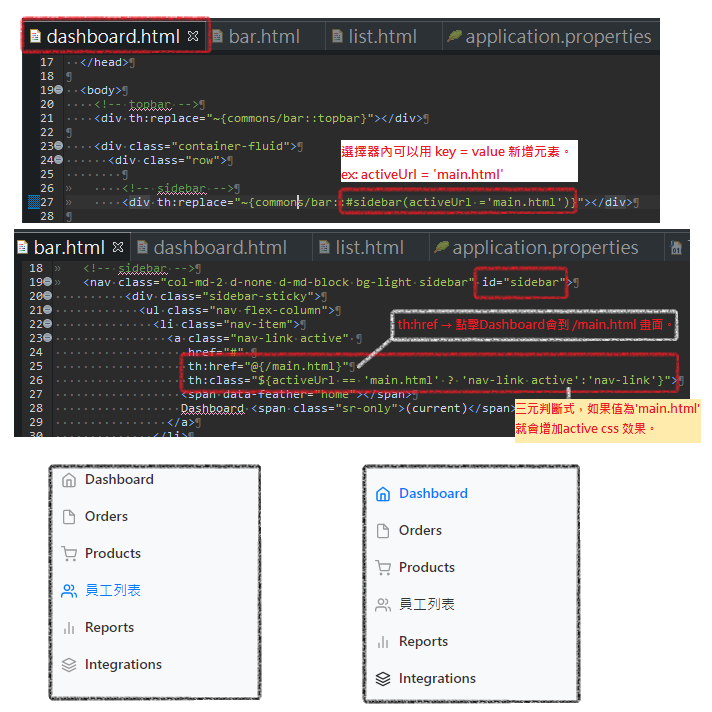 dashboard.html bar.html list.html application.properties
17 </head>¶
18 ¶
19 <body>¶
20 <!-- topbar -->¶
21 <div th:replace="~{commons/bar::topbar}"></div>¶
22 ¶
23 <div class="container-fluid">¶
24 <div class="row">¶
25 ¶
26 <!-- sidebar -->¶
27 <div th:replace="~{commons/bar::#sidebar(activeUrl ='main.html')}"></div>¶
28 ¶
選擇器內可以用 key = value 新增元素。
ex: activeUrl = 'main.html'
bar.html dashboard.html list.html application.properties
18 <!-- sidebar -->¶
19 <nav class="col-md-2 d-none d-md-block bg-light sidebar" id="sidebar">¶
20 <div class="sidebar-sticky">¶
21 <ul class="nav flex-column">¶
22 <li class="nav-item">¶
23 <a class="nav-link active" ¶
24 href="#" ¶
25 th:href="@{/main.html}"¶
26 th:class="${activeUrl == 'main.html' ? 'nav-link active':'nav-link'}">¶
27 <span data-feather="home"></span>¶
28 Dashboard <span class="sr-only">(current)</span>¶
29 </a>¶
30 </li>¶
th:href → 點擊Dashboard會到 /main.html 畫面。
三元判斷式，如果值為'main.html'
就會增加active css 效果。
Dashboard
Orders
Products
員工列表
Reports
Integrations
Dashboard
Orders
Products
員工列表
Reports
Integrations